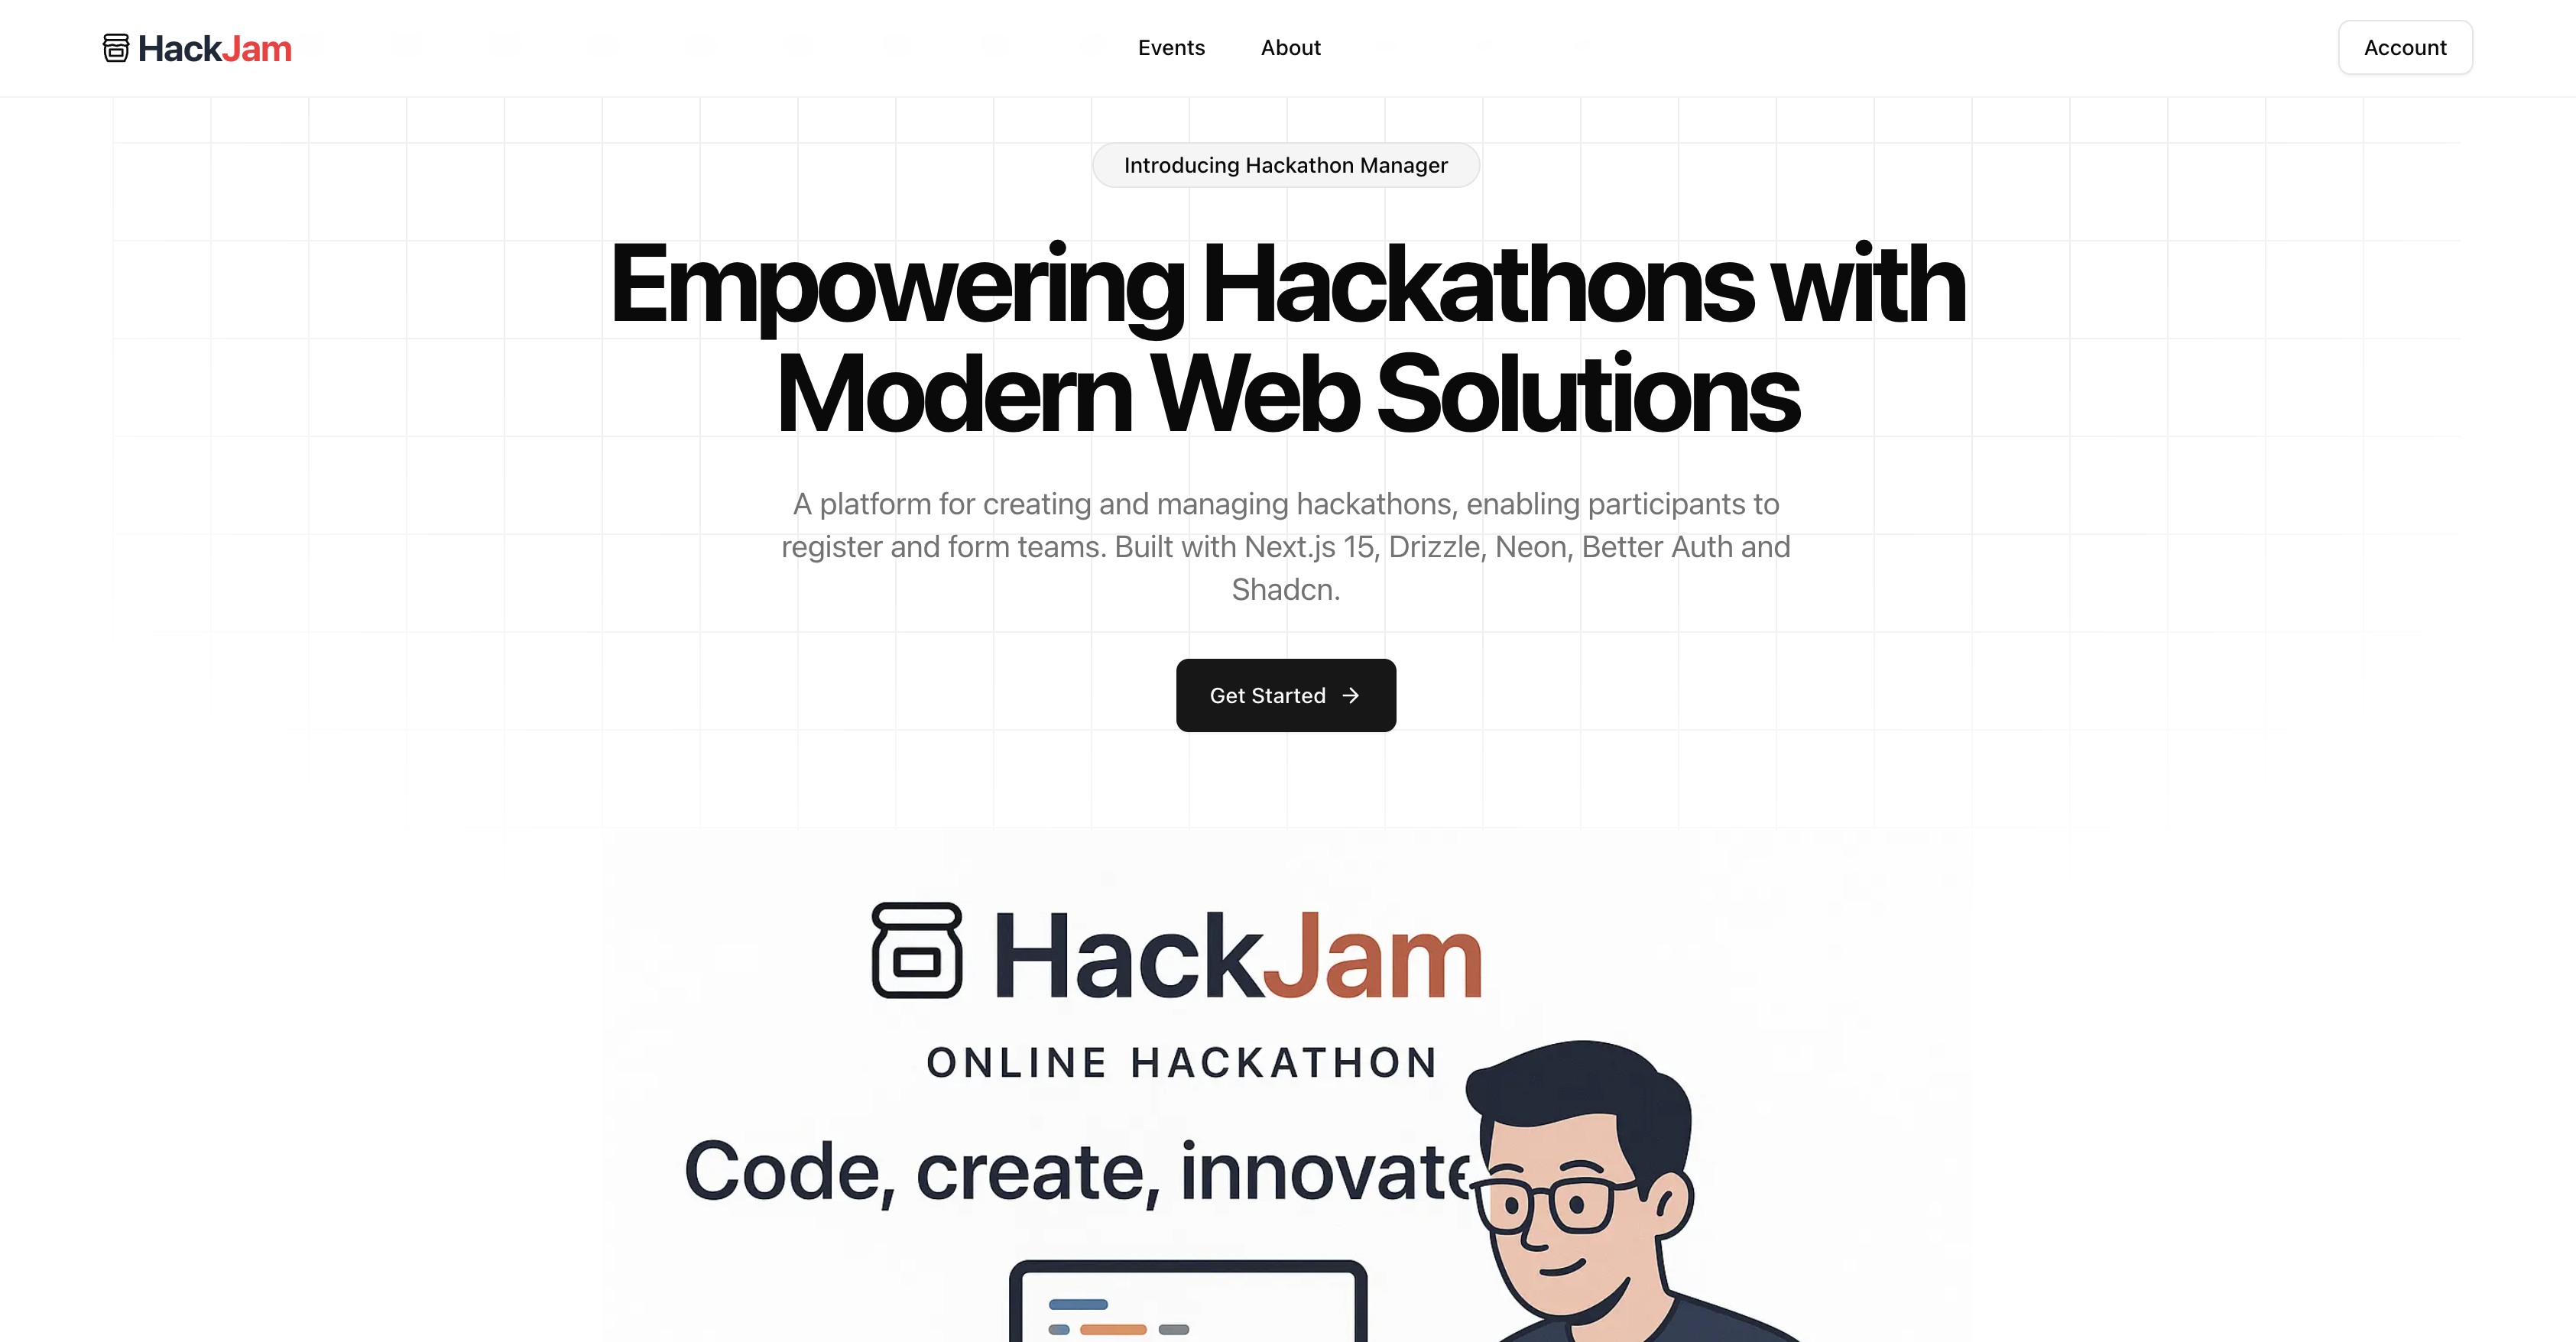 HackJam
Events
About
Account
Introducing Hackathon Manager
Empowering Hackathons with
Modern Web Solutions
A platform for creating and managing hackathons, enabling participants to
register and form teams. Built with Next.js 15, Drizzle, Neon, Better Auth and
Shadcn.
Get Started →
HackJam
ONLINE HACKATHON
Code, create, innovate